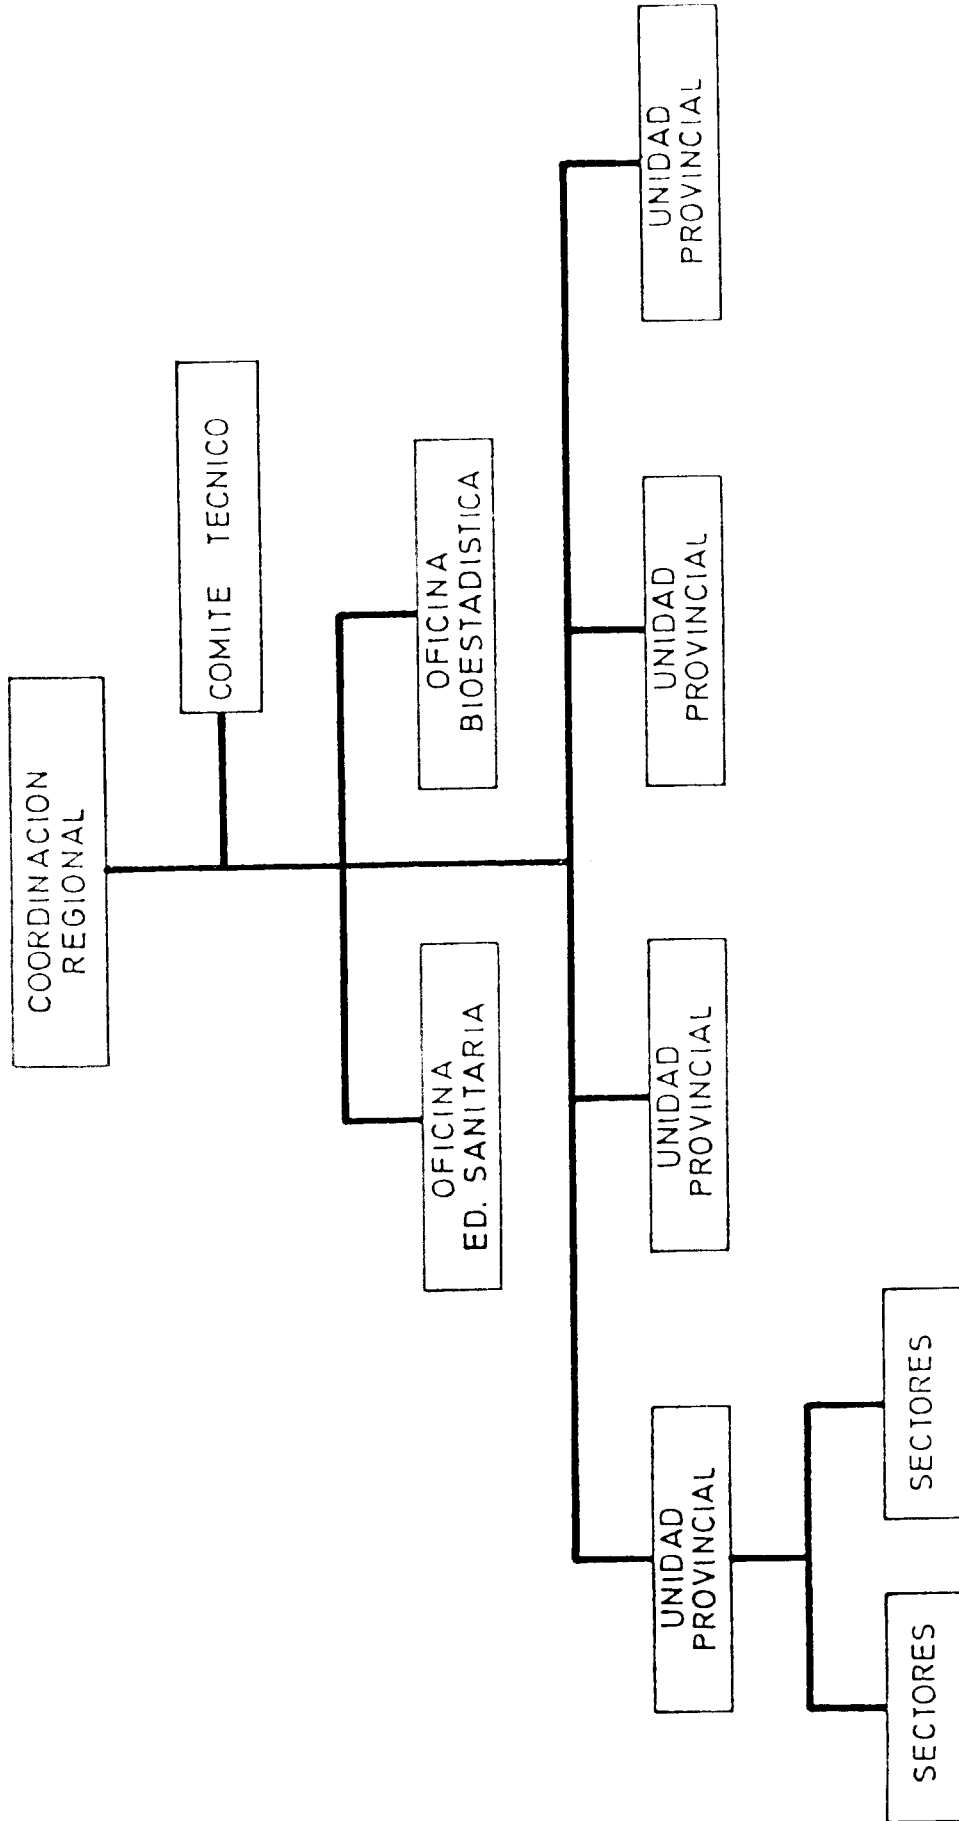 COORDINACION
REGIONAL
COMITE TECNICO
OFICINA
ED. SANITARIA
OFICINA
BIOESTADISTICA
UNIDAD
PROVINCIAL
UNIDAD
PROVINCIAL
UNIDAD
PROVINCIAL
UNIDAD
PROVINCIAL
SECTORES
SECTORES